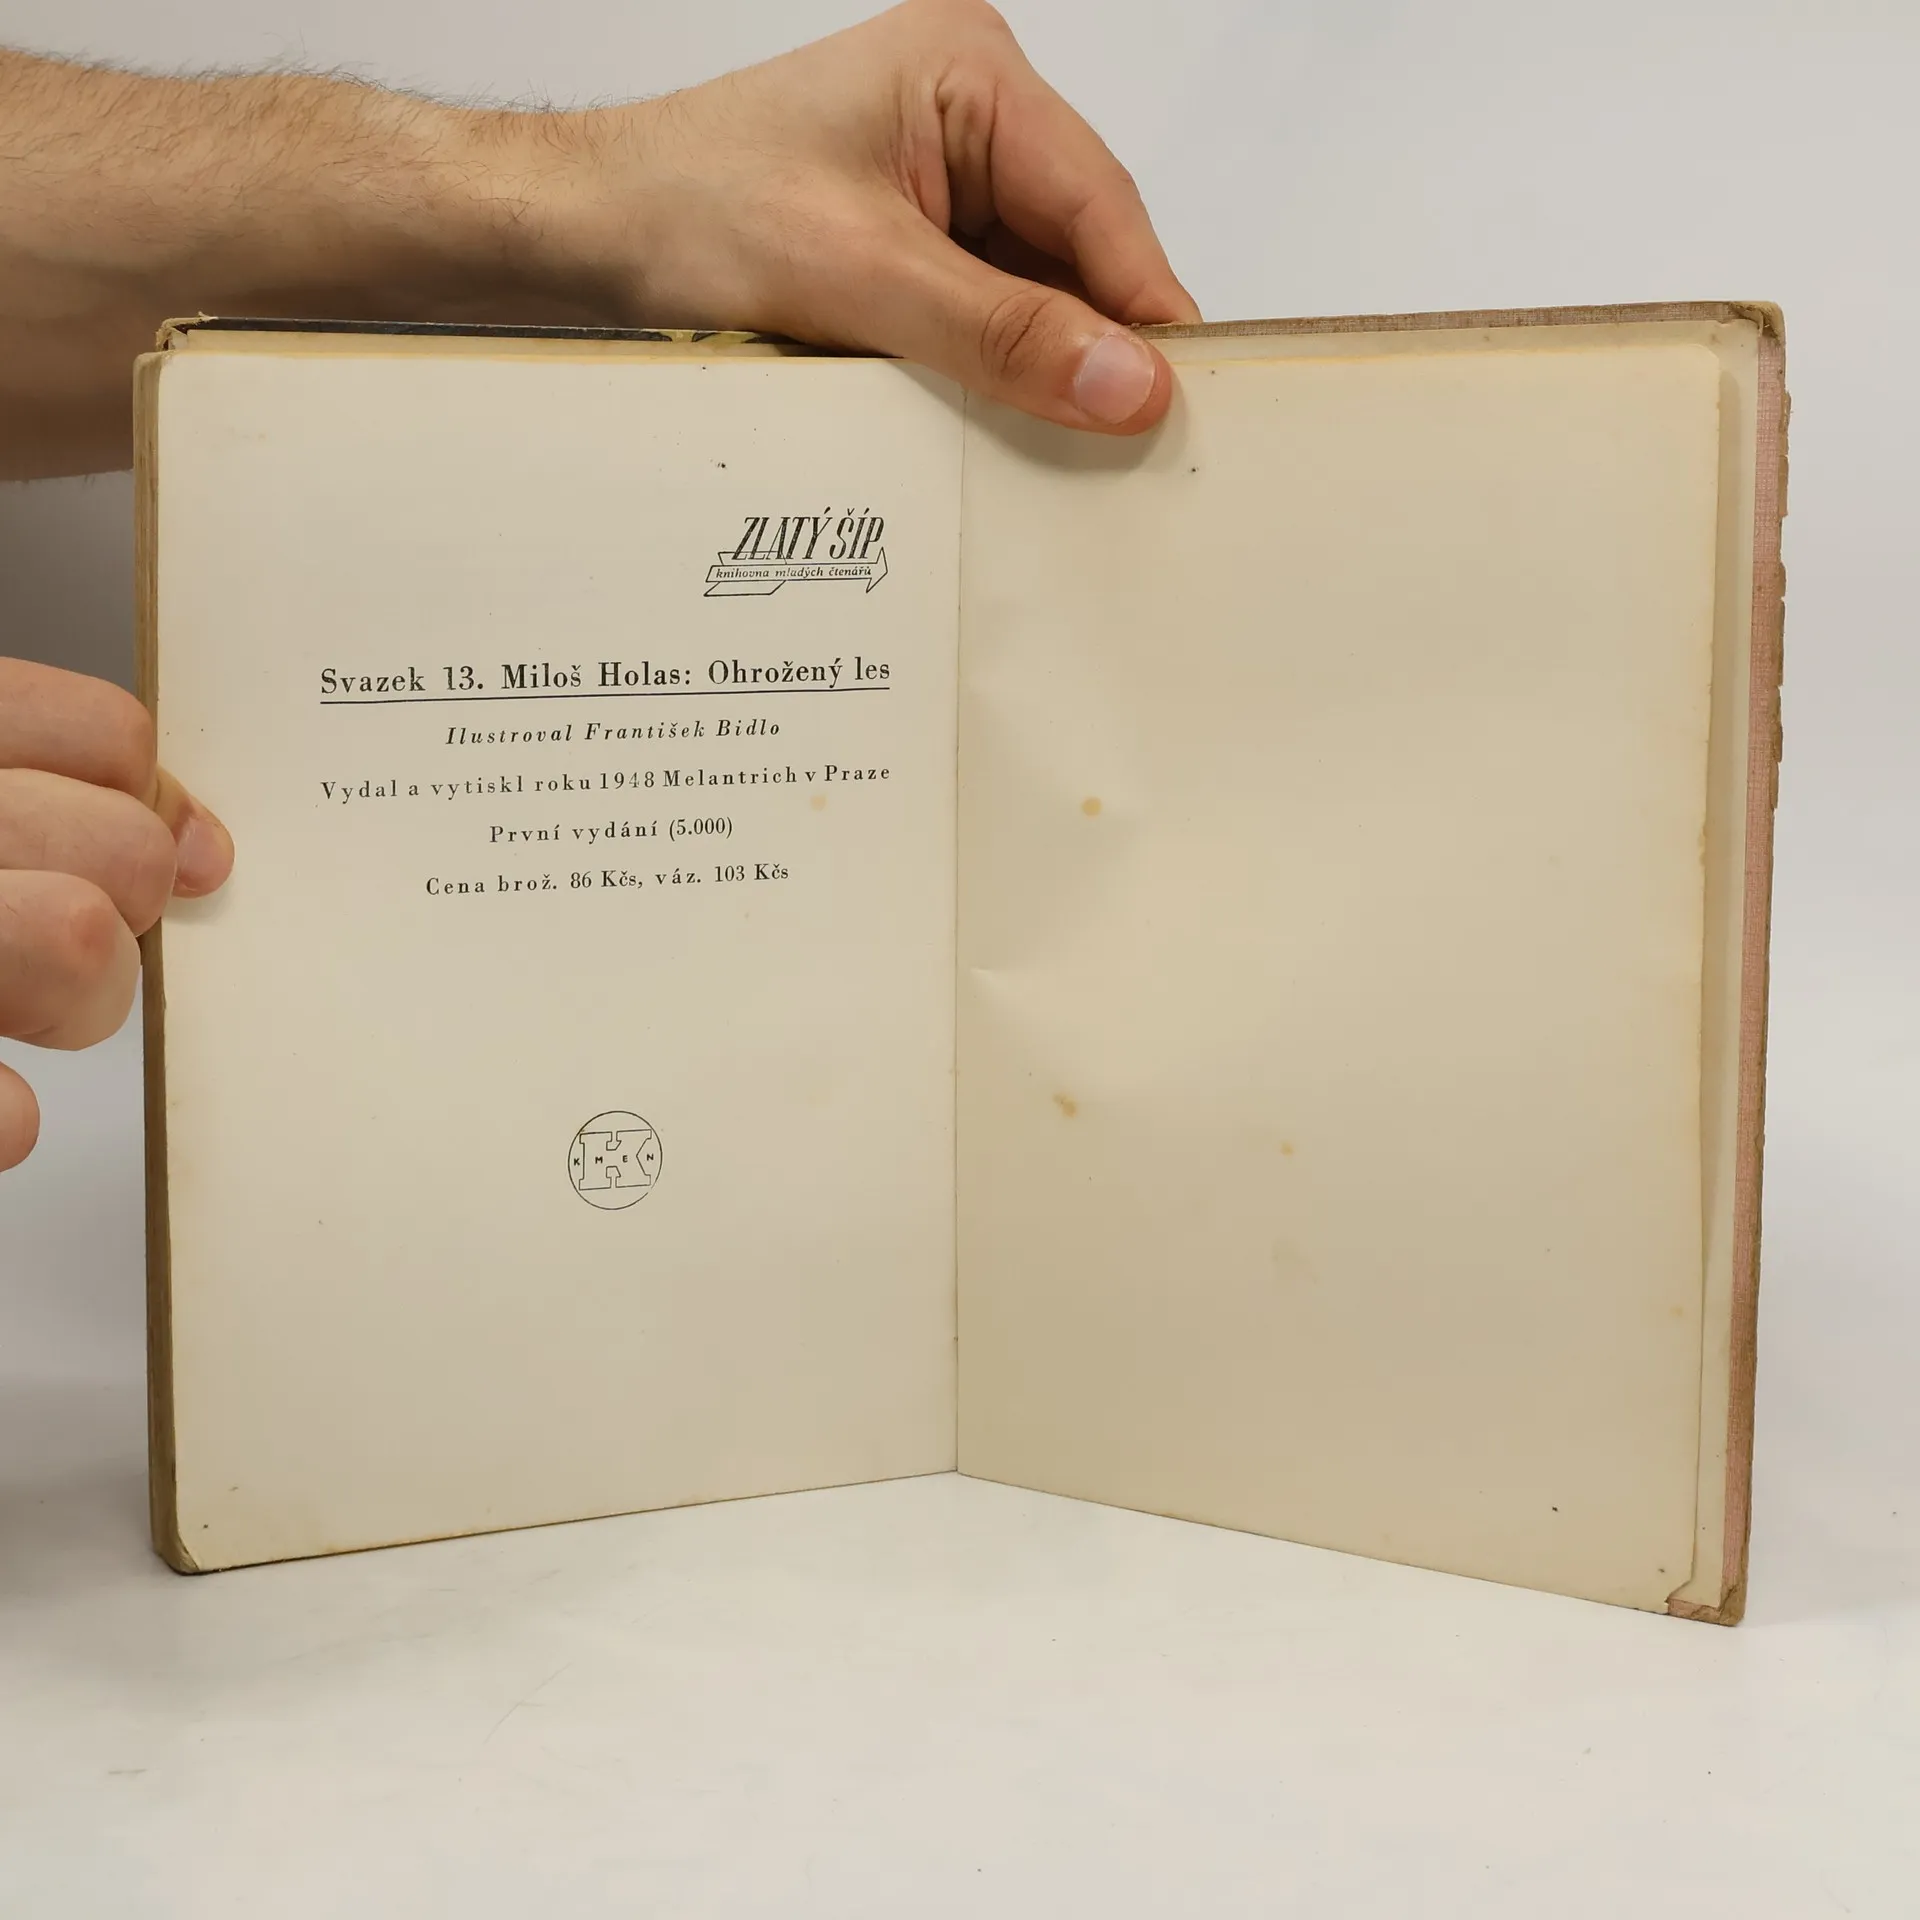 ZLATÝ ŠÍP
knihovna mladých čtenářů
Svazek 13. Miloš Holas: Ohrožený les
Ilustroval František Bidlo
Vydal a vytiskl roku 1948 Melantrich v Praze
První vydání (5.000)
Cena brož. 86 Kčs, váz. 103 Kčs
K
KMEN